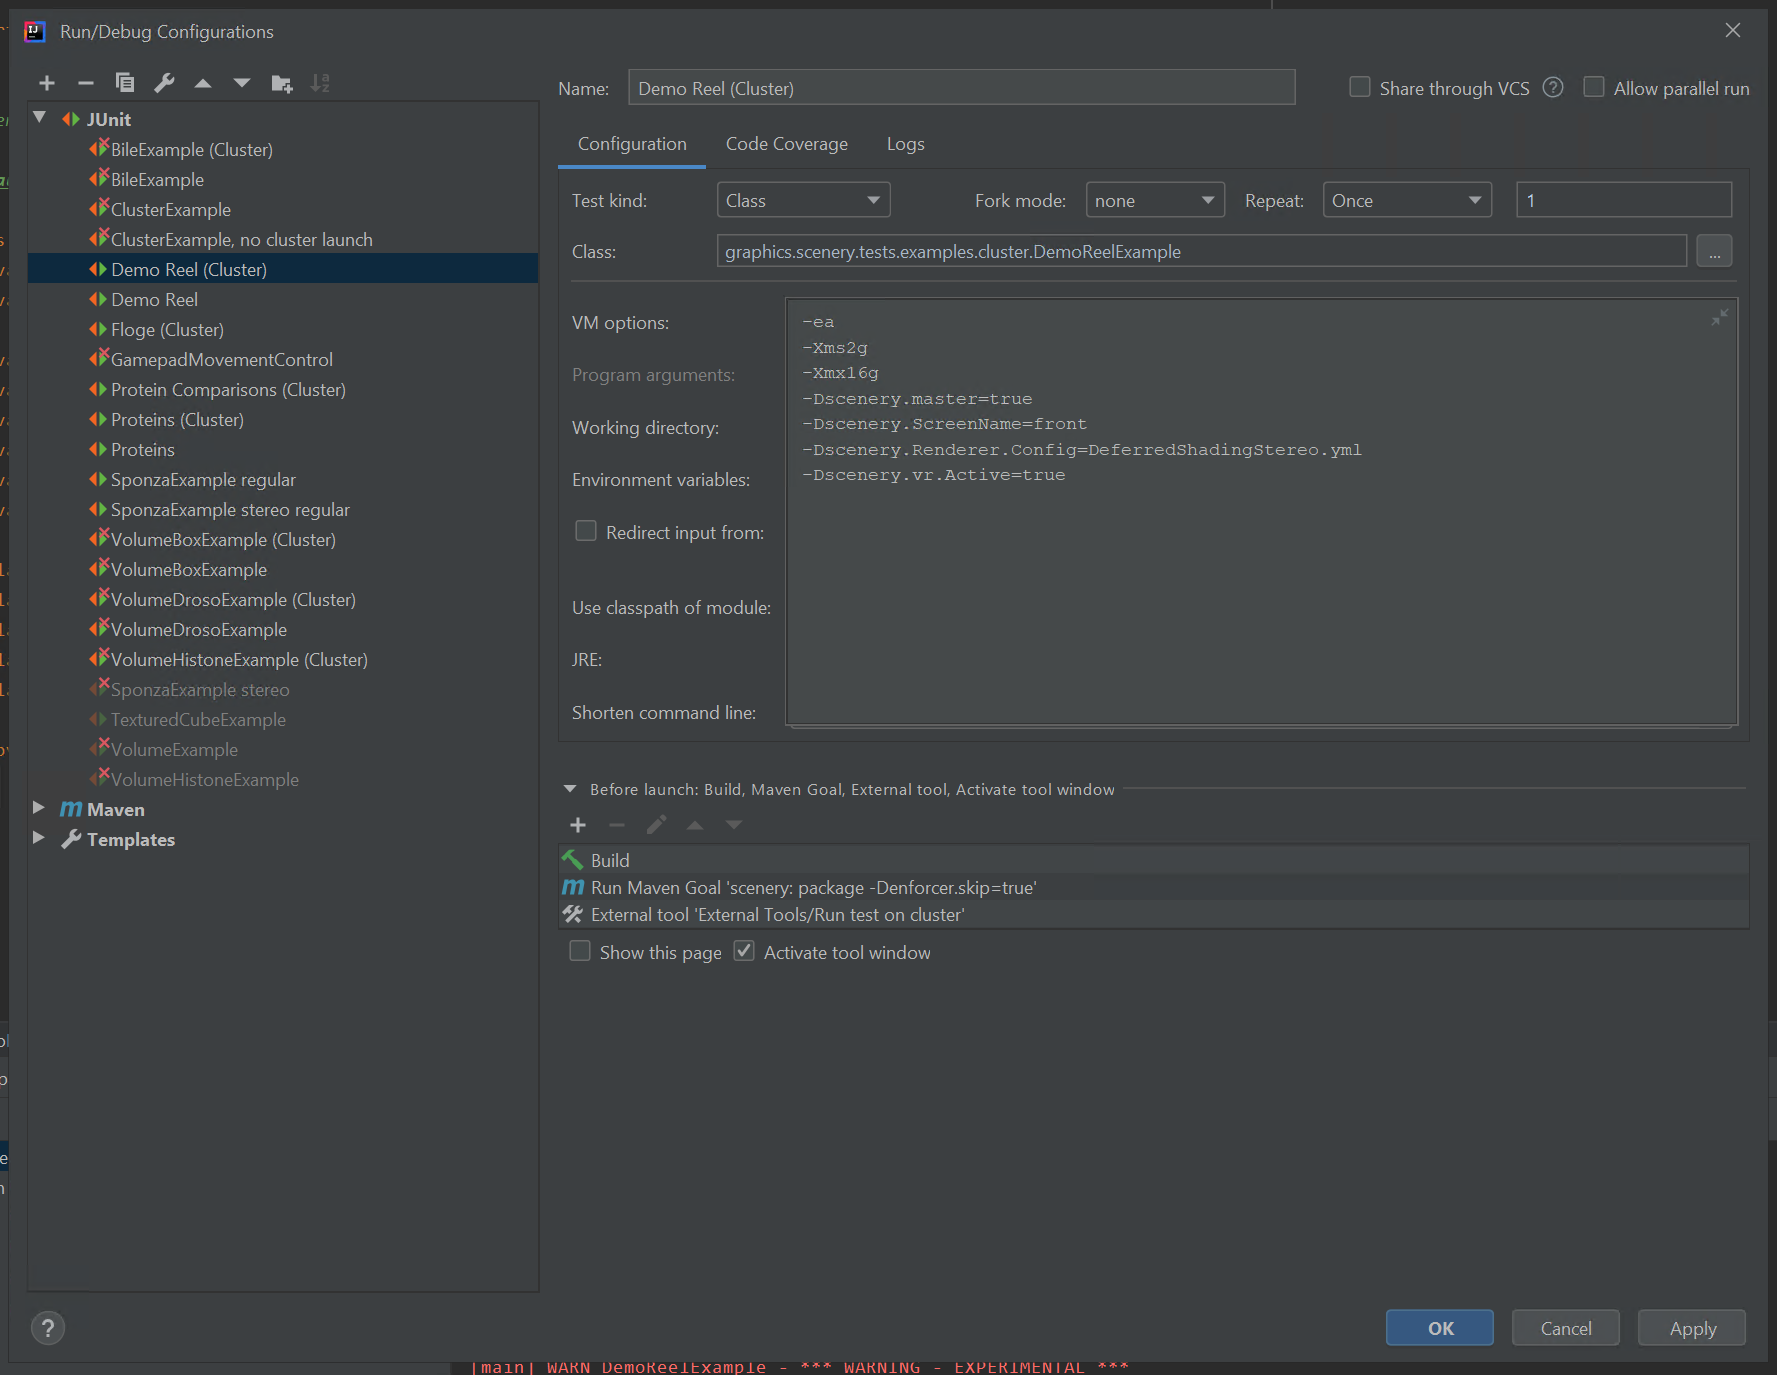 Run/Debug Configurations
JUnit
BileExample (Cluster)
BileExample
ClusterExample
ClusterExample, no cluster launch
Demo Reel (Cluster)
Demo Reel
Floge (Cluster)
GamepadMovementControl
Protein Comparisons (Cluster)
Proteins (Cluster)
Proteins
SponzaExample regular
SponzaExample stereo regular
VolumeBoxExample (Cluster)
VolumeBoxExample
VolumeDrosoExample (Cluster)
VolumeDrosoExample
VolumeHistoneExample (Cluster)
SponzaExample stereo
TexturedCubeExample
VolumeExample
VolumeHistoneExample
Maven
Templates
Name: Demo Reel (Cluster) Share through VCS ? Allow parallel run
Configuration Code Coverage Logs
Test kind: Class Fork mode: none Repeat: Once 1
Class: graphics.scenery.tests.examples.cluster.DemoReelExample ...
VM options:
-ea
-Xms2g
-Xmx16g
-Dscenery.master=true
-Dscenery.ScreenName=front
-Dscenery.Renderer.Config=DeferredShadingStereo.yml
-Dscenery.vr.Active=true
Program arguments:
Working directory:
Environment variables:
Redirect input from:
Use classpath of module:
JRE:
Shorten command line:
Before launch: Build, Maven Goal, External tool, Activate tool window
Build
Run Maven Goal 'scenery: package -Denforcer.skip=true'
External tool 'External Tools/Run test on cluster'
Show this page Activate tool window
? OK Cancel Apply
[main] WARN DemoReelExample - *** WARNING - EXPERIMENTAL ***